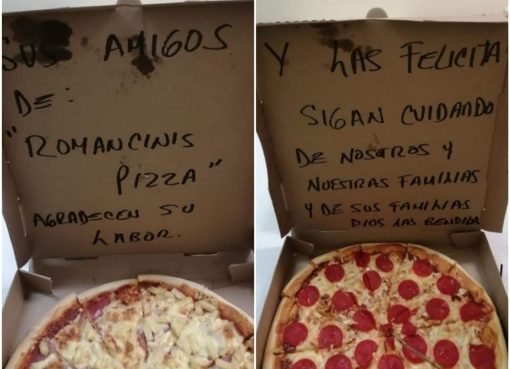 SUS AMIGOS
DE:
"ROMANCINIS
PIZZA"
AGRADECEN SU
LABOR.
Y LAS FELICITA
SIGAN CUIDANDO
DE NOSOTROS Y
NUESTRAS FAMILIAS
Y DE SUS FAMILIAS
DIOS LAS BENDIGA